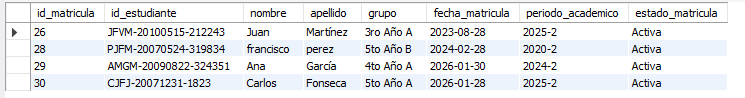 id_matricula id_estudiante nombre apellido grupo fecha_matricula periodo_academico estado_matricula
26 JFVM-20100515-212243 Juan Martínez 3ro Año A 2023-08-28 2025-2 Activa
28 PJFM-20070524-319834 francisco perez 5to Año B 2024-02-28 2020-2 Activa
29 AMGM-20090822-324351 Ana García 4to Año A 2026-01-30 2024-2 Activa
30 CJFJ-20071231-1823 Carlos Fonseca 5to Año A 2026-01-28 2025-2 Activa